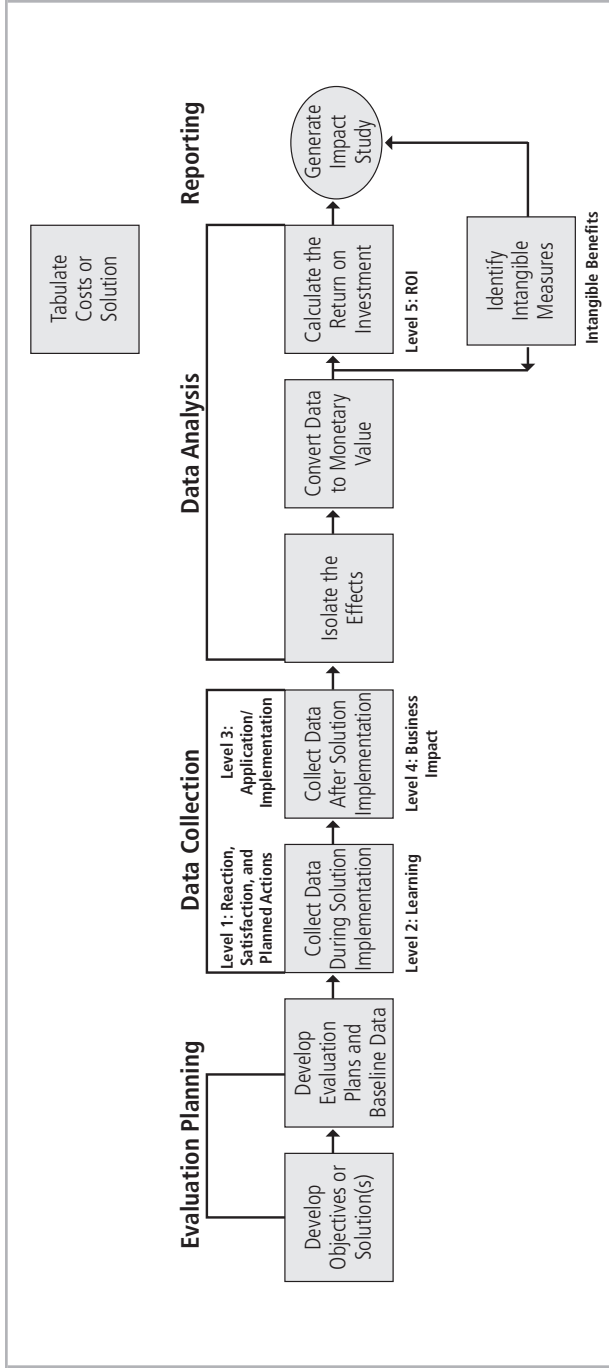 Evaluation Planning
Develop
Objectives or
Solution(s)
Develop
Evaluation
Plans and
Baseline Data
Data Collection
Level 1: Reaction,
Satisfaction, and
Planned Actions
Collect Data
During Solution
Implementation
Level 2: Learning
Level 3:
Application/
Implementation
Collect Data
After Solution
Implementation
Level 4: Business
Impact
Data Analysis
Isolate the
Effects
Convert Data
to Monetary
Value
Tabulate
Costs or
Solution
Calculate the
Return on
Investment
Level 5: ROI
Identify
Intangible
Measures
Intangible Benefits
Reporting
Generate
Impact
Study